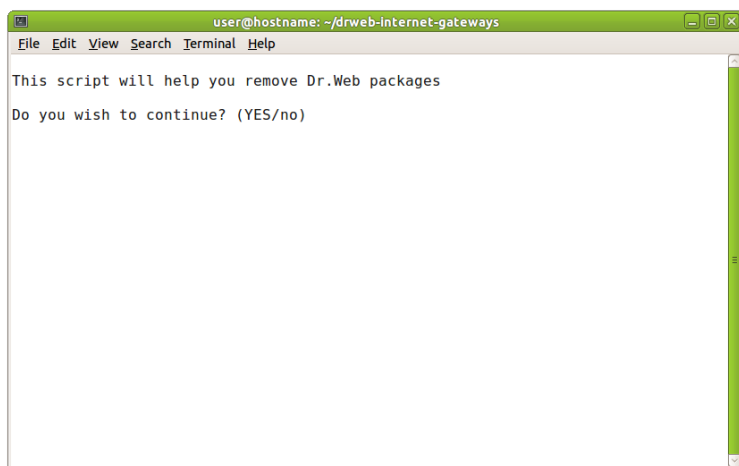 user@hostname: ~/drweb-internet-gateways
File Edit View Search Terminal Help
This script will help you remove Dr.Web packages
Do you wish to continue? (YES/no)